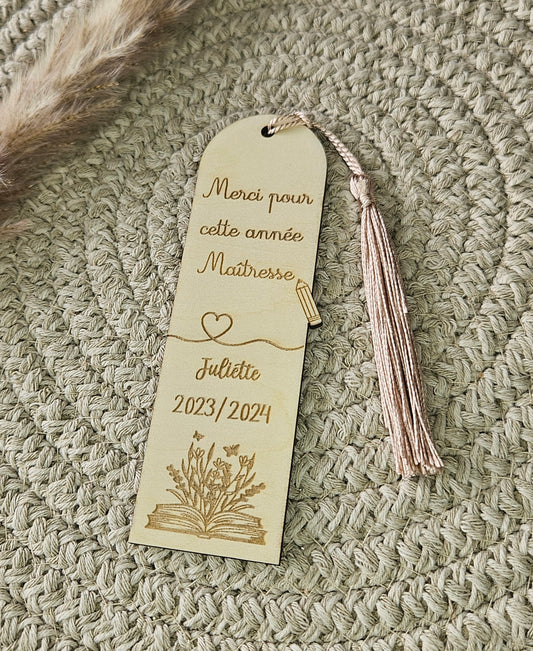 Merci pour
cette année
Maîtresse
Juliette
2023/2024